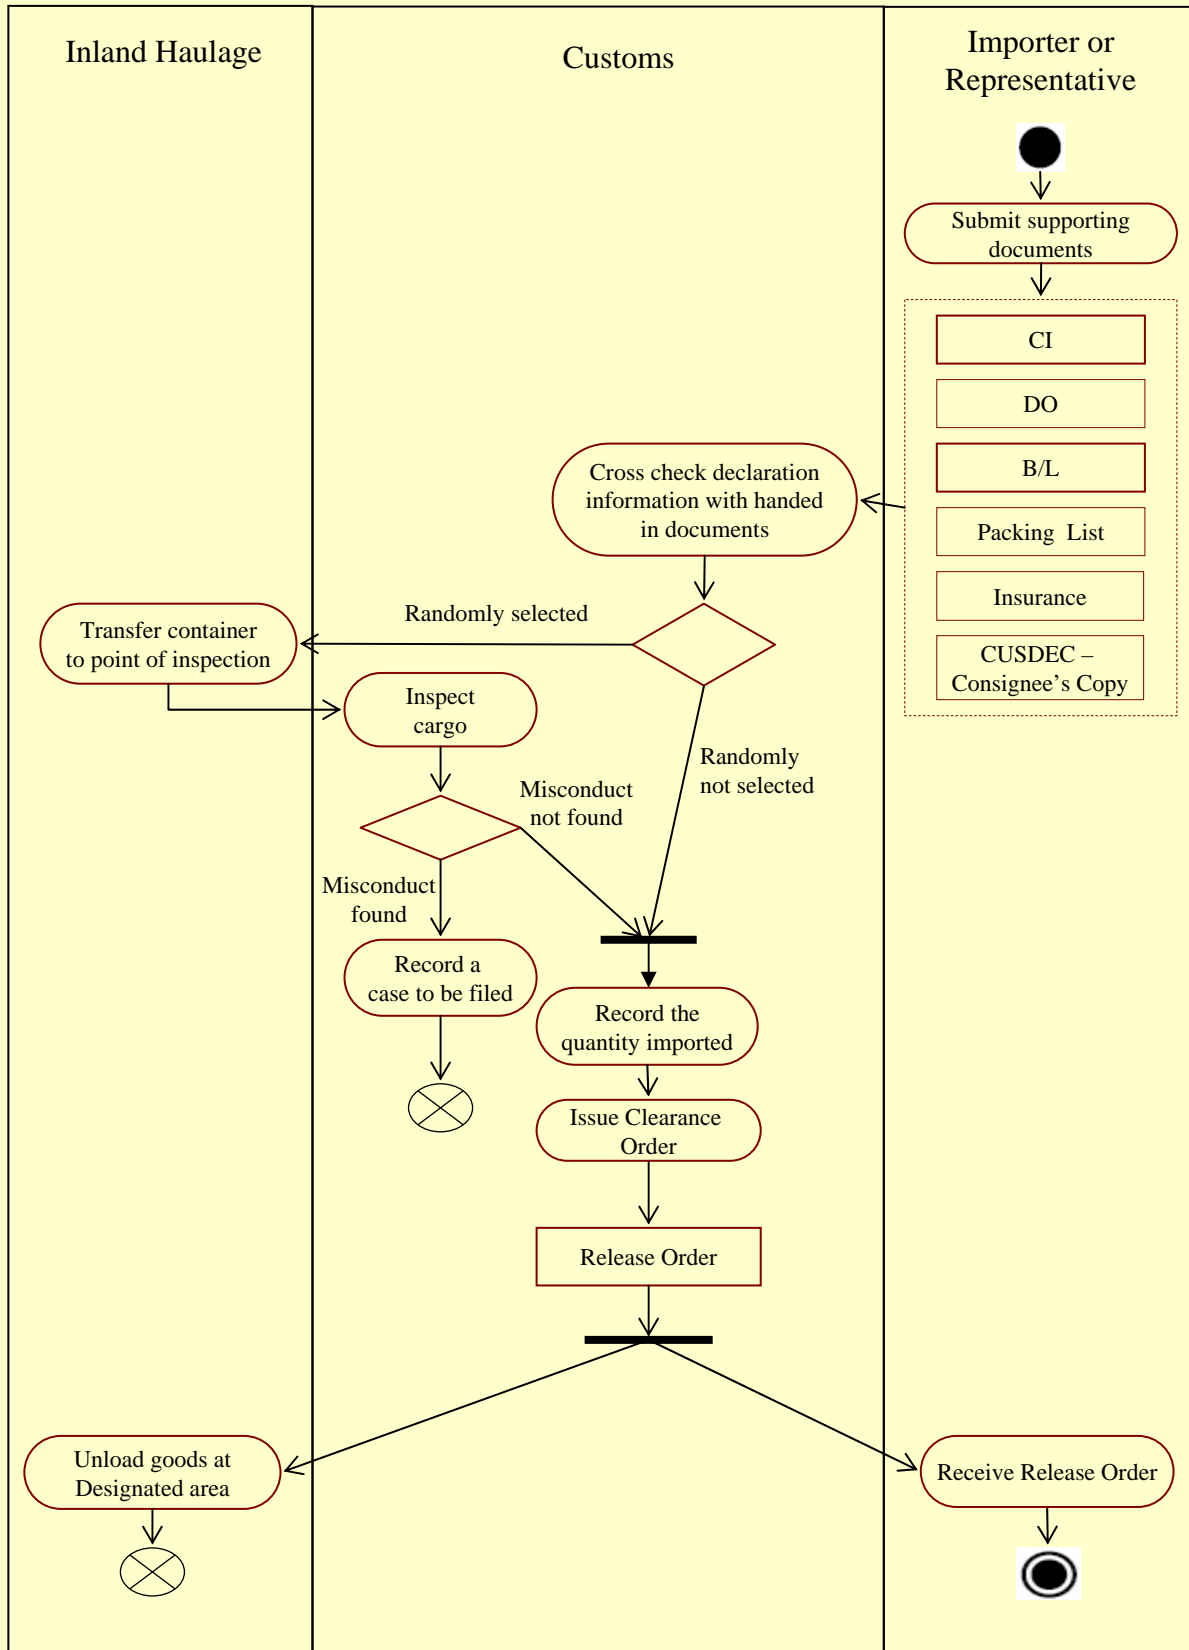 Inland Haulage
Customs
Importer or
Representative
Submit supporting
documents
CI
DO
B/L
Packing List
Insurance
CUSDEC –
Consignee's Copy
Cross check declaration
information with handed
in documents
Randomly selected
Transfer container
to point of inspection
Inspect
cargo
Randomly
not selected
Misconduct
not found
Misconduct
found
Record a
case to be filed
Record the
quantity imported
Issue Clearance
Order
Release Order
Unload goods at
Designated area
Receive Release Order